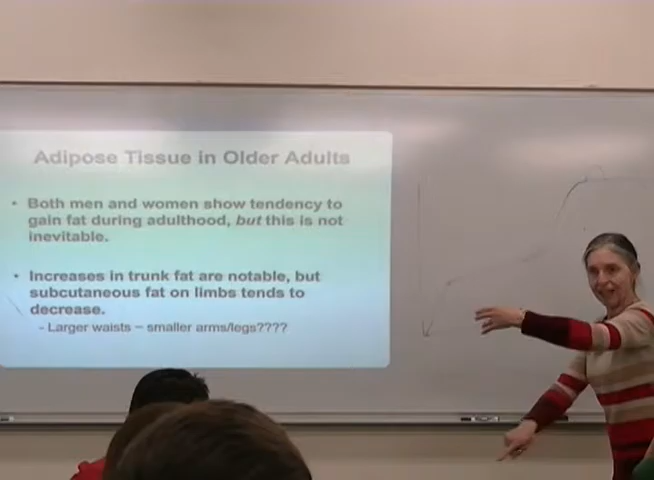 Adipose Tissue in Older Adults
• Both men and women show tendency to
gain fat during adulthood, but this is not
inevitable.
• Increases in trunk fat are notable, but
subcutaneous fat on limbs tends to
decrease.
- Larger waists – smaller arms/legs????